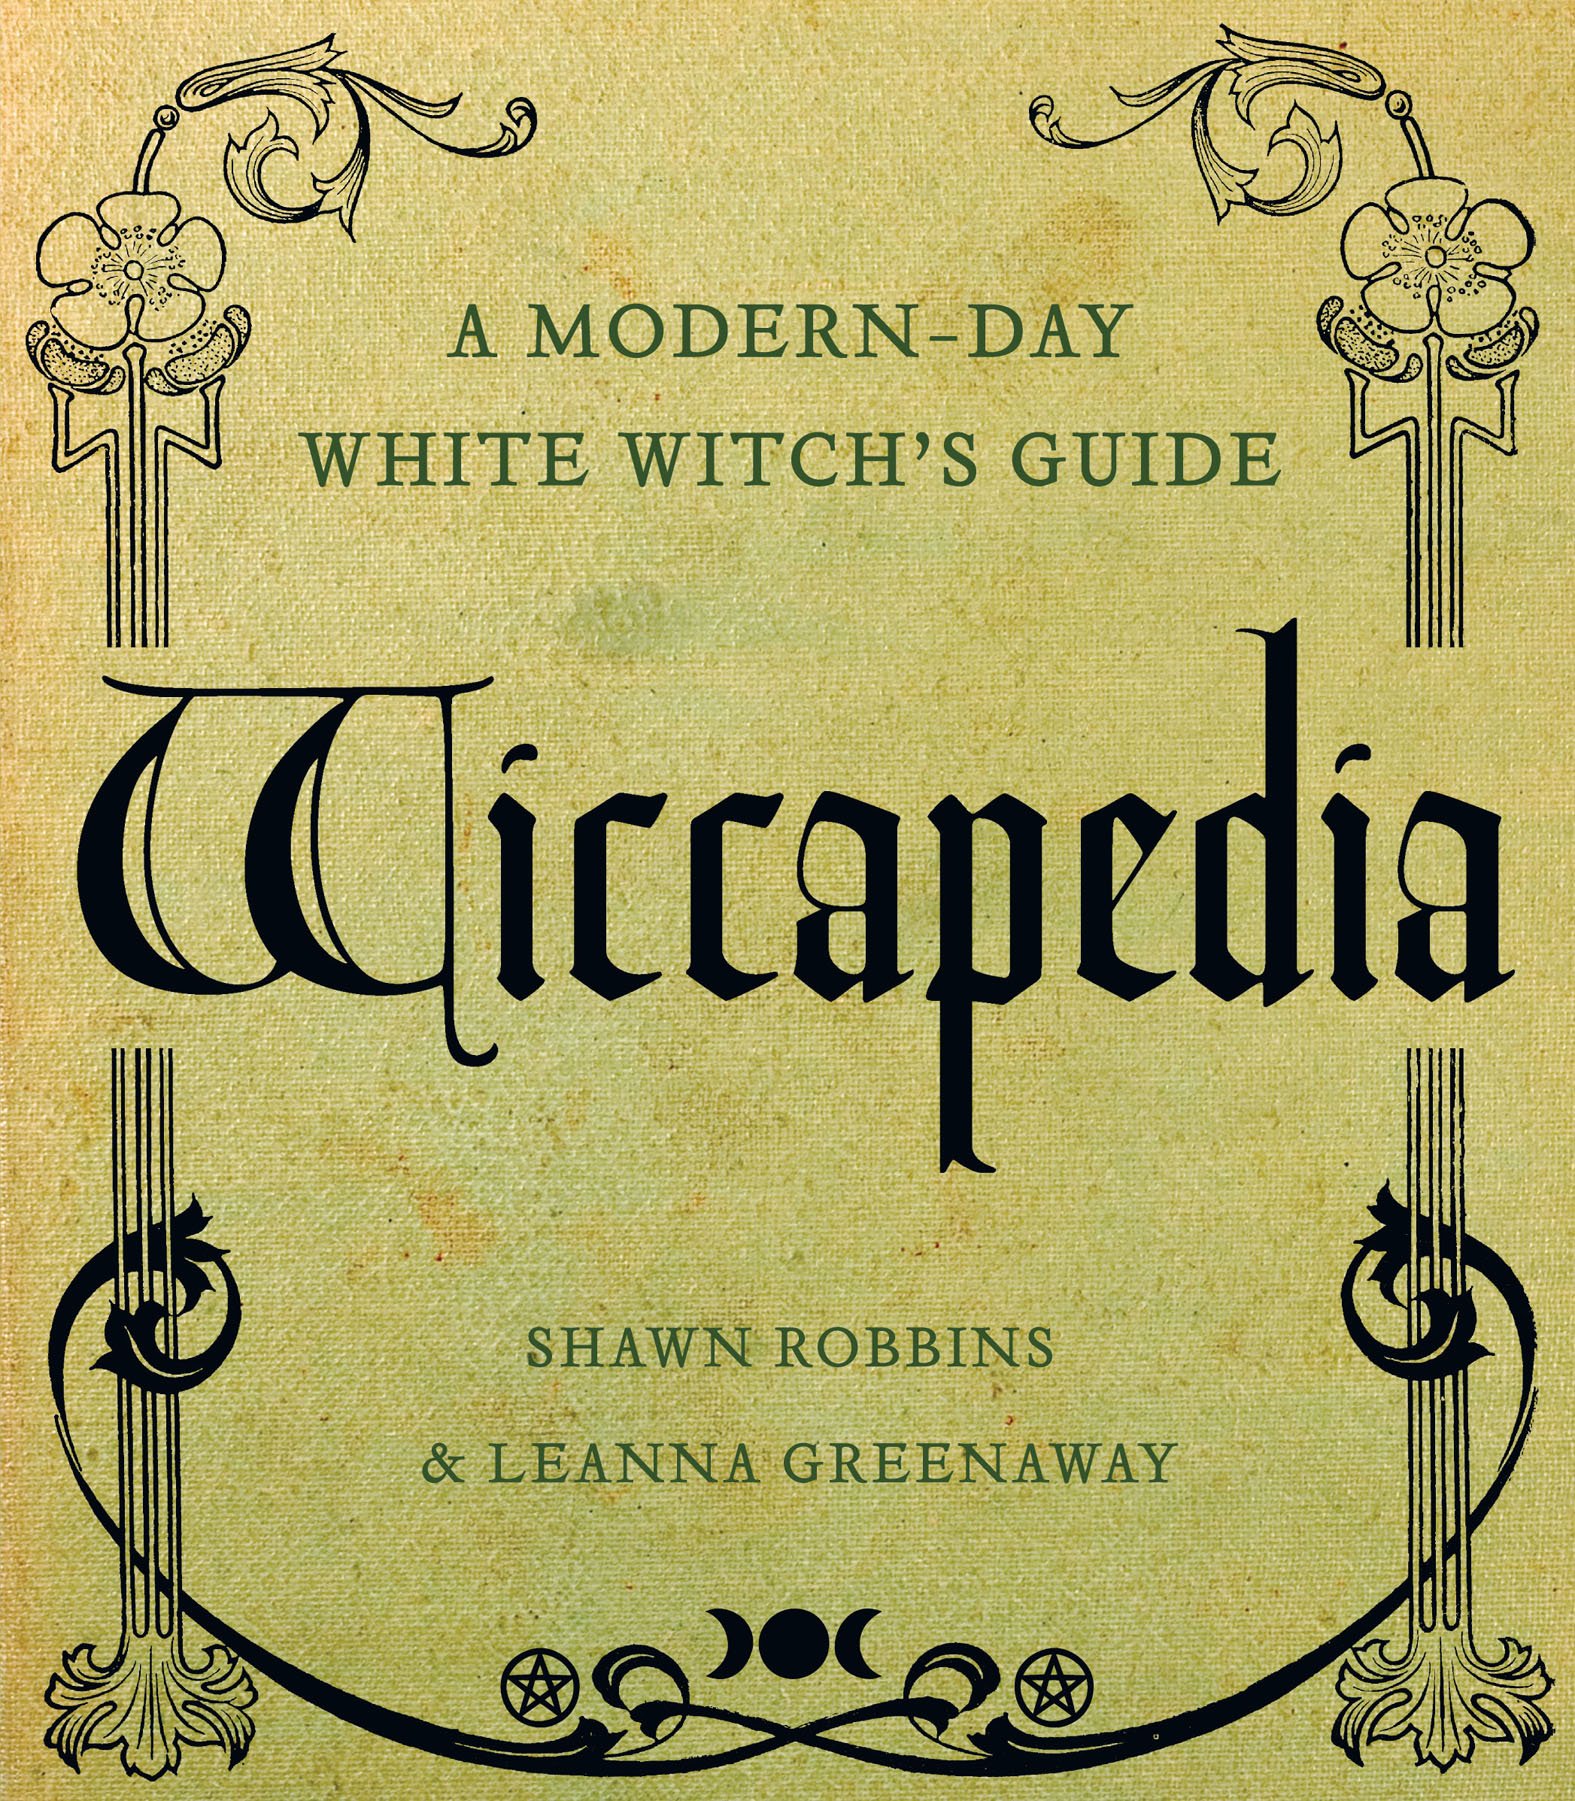 A MODERN-DAY
WHITE WITCH’S GUIDE
Wiccapedia
SHAWN ROBBINS
& LEANNA GREENAWAY